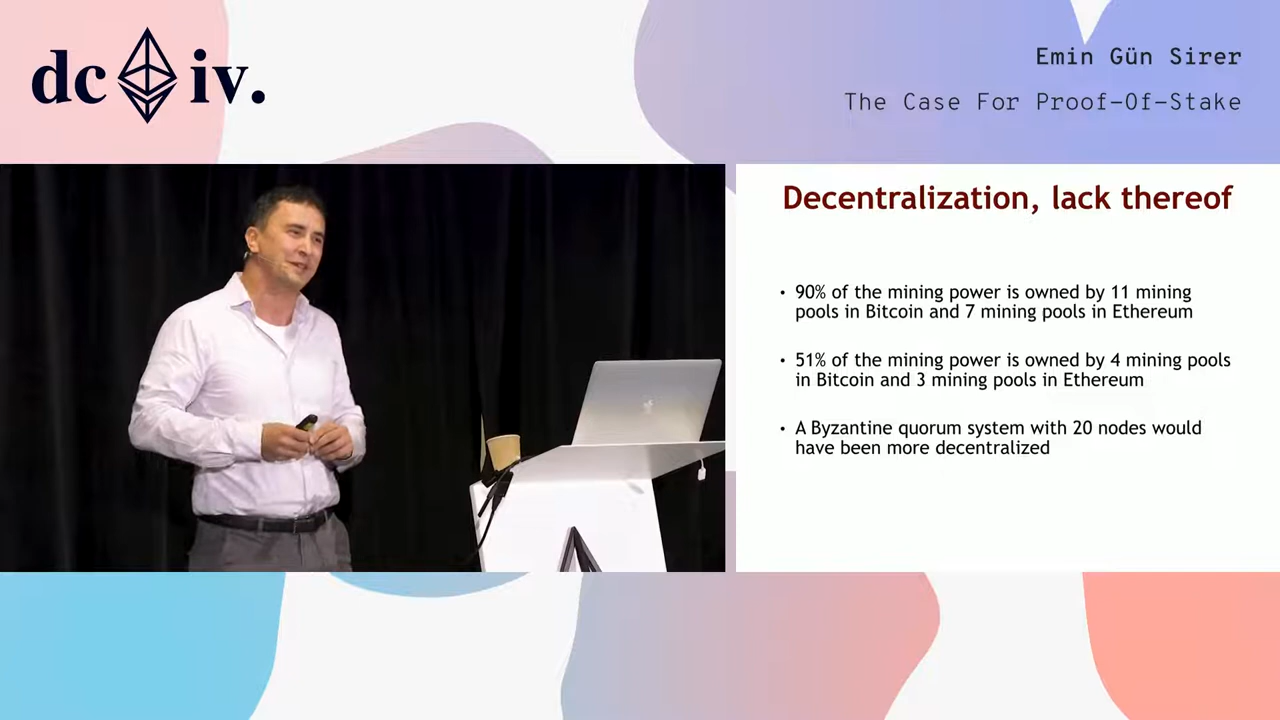 dc iv.
Emin Gün Sirer
The Case For Proof-Of-Stake
Decentralization, lack thereof
• 90% of the mining power is owned by 11 mining
pools in Bitcoin and 7 mining pools in Ethereum
• 51% of the mining power is owned by 4 mining pools
in Bitcoin and 3 mining pools in Ethereum
• A Byzantine quorum system with 20 nodes would
have been more decentralized